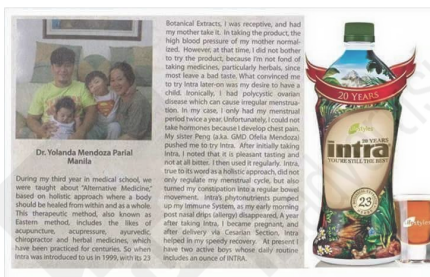 Dr. Yolanda Mendoza Parial
Manila
During my third year in medical school, we
were taught about "Alternative Medicine,"
based on holistic approach where a body
should be healed from within and as a whole.
This therapeutic method, also known as
Eastern method, includes the likes of
acupuncture, acupressure, ayurvedic,
chiropractor and herbal medicines, which
have been practiced for centuries. So when
Intra was introduced to us in 1999, with its 23
Botanical Extracts, I was receptive, and had
my mother take it. In taking the product, the
high blood pressure of my mother normal-
ized. However, at that time, I did not bother
to try the product, because I'm not fond of
taking medicines, particularly herbals, since
most leave a bad taste. What convinced me
to try Intra later-on was my desire to have a
child. Ironically, I had polycystic ovarian
disease which can cause irregular menstrua-
tion. In my case, I only had my menstrual
period twice a year. Unfortunately, I could not
take hormones because I develop chest pain.
My sister Peng (a.k.a. GMD Ofelia Mendoza)
pushed me to try Intra. After initially taking
Intra, I noted that it is pleasant tasting and
not at all bitter. I then used it regularly. Intra,
true to its word as a holistic approach, did not
only regulate my menstrual cycle, but also
turned my constipation into a regular bowel
movement. Intra's phytonutrients pumped
up my Immune System, as my early morning
post nasal drips (allergy) disappeared. A year
after taking Intra, I became pregnant, and
after delivery via Cesarian Section, Intra
helped in my speedy recovery. At present I
have two active boys whose daily routine
includes an ounce of INTRA.
20 YEARS
20 YEARS
intra
YOU'RE STILL THE BEST
23